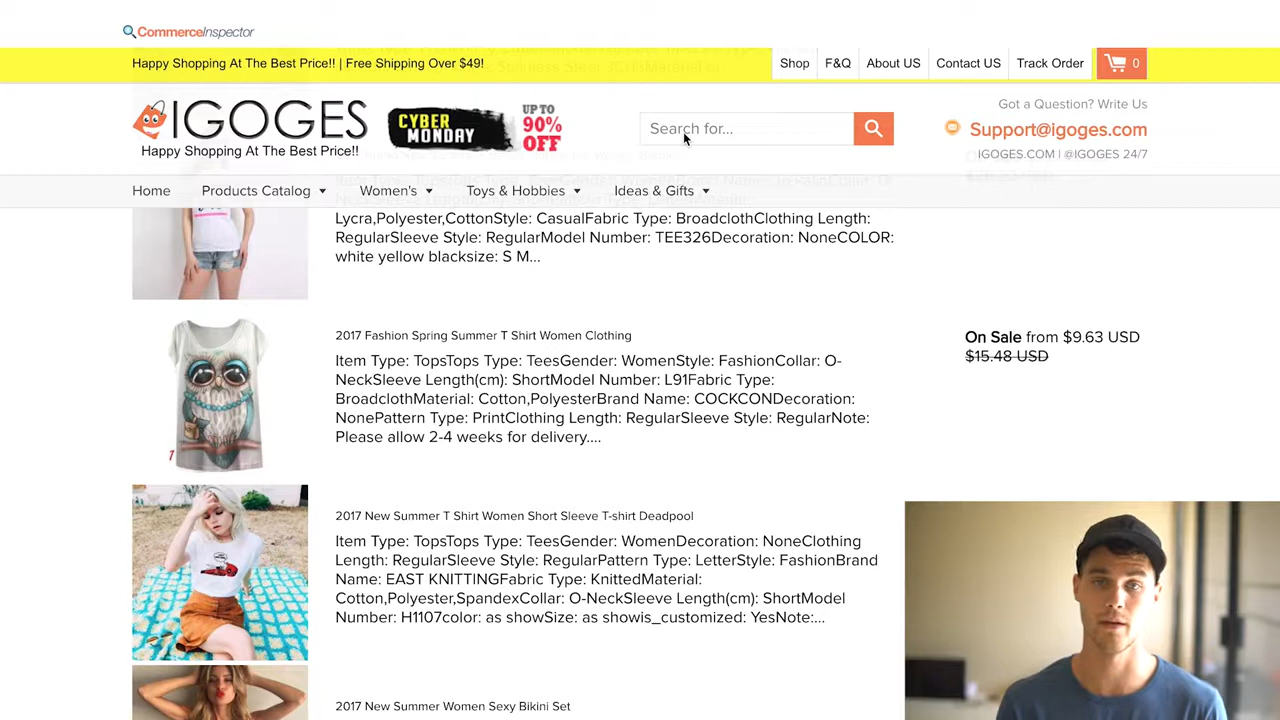 CommerceInspector
Happy Shopping At The Best Price!! | Free Shipping Over $49!
Shop
F&Q
About US
Contact US
Track Order
0
IGOGES
Happy Shopping At The Best Price!!
CYBER
MONDAY
UP TO
90%
OFF
Search for...
Got a Question? Write Us
Support@igoges.com
IGOGES.COM | @IGOGES 24/7
Home
Products Catalog
Women's
Toys & Hobbies
Ideas & Gifts
Lycra,Polyester,CottonStyle: CasualFabric Type: BroadclothClothing Length:
RegularSleeve Style: RegularModel Number: TEE326Decoration: NoneCOLOR:
white yellow blacksize: S M...
2017 Fashion Spring Summer T Shirt Women Clothing
Item Type: TopsTops Type: TeesGender: WomenStyle: FashionCollar: O-
NeckSleeve Length(cm): ShortModel Number: L91Fabric Type:
BroadclothMaterial: Cotton,PolyesterBrand Name: COCKCONDecoration:
NonePattern Type: PrintClothing Length: RegularSleeve Style: RegularNote:
Please allow 2-4 weeks for delivery....
On Sale from $9.63 USD
$15.48 USD
1
2017 New Summer T Shirt Women Short Sleeve T-shirt Deadpool
Item Type: TopsTops Type: TeesGender: WomenDecoration: NoneClothing
Length: RegularSleeve Style: RegularPattern Type: LetterStyle: FashionBrand
Name: EAST KNITTINGFabric Type: KnittedMaterial:
Cotton,Polyester,SpandexCollar: O-NeckSleeve Length(cm): ShortModel
Number: H1107color: as showSize: as showis_customized: YesNote:...
2017 New Summer Women Sexy Bikini Set